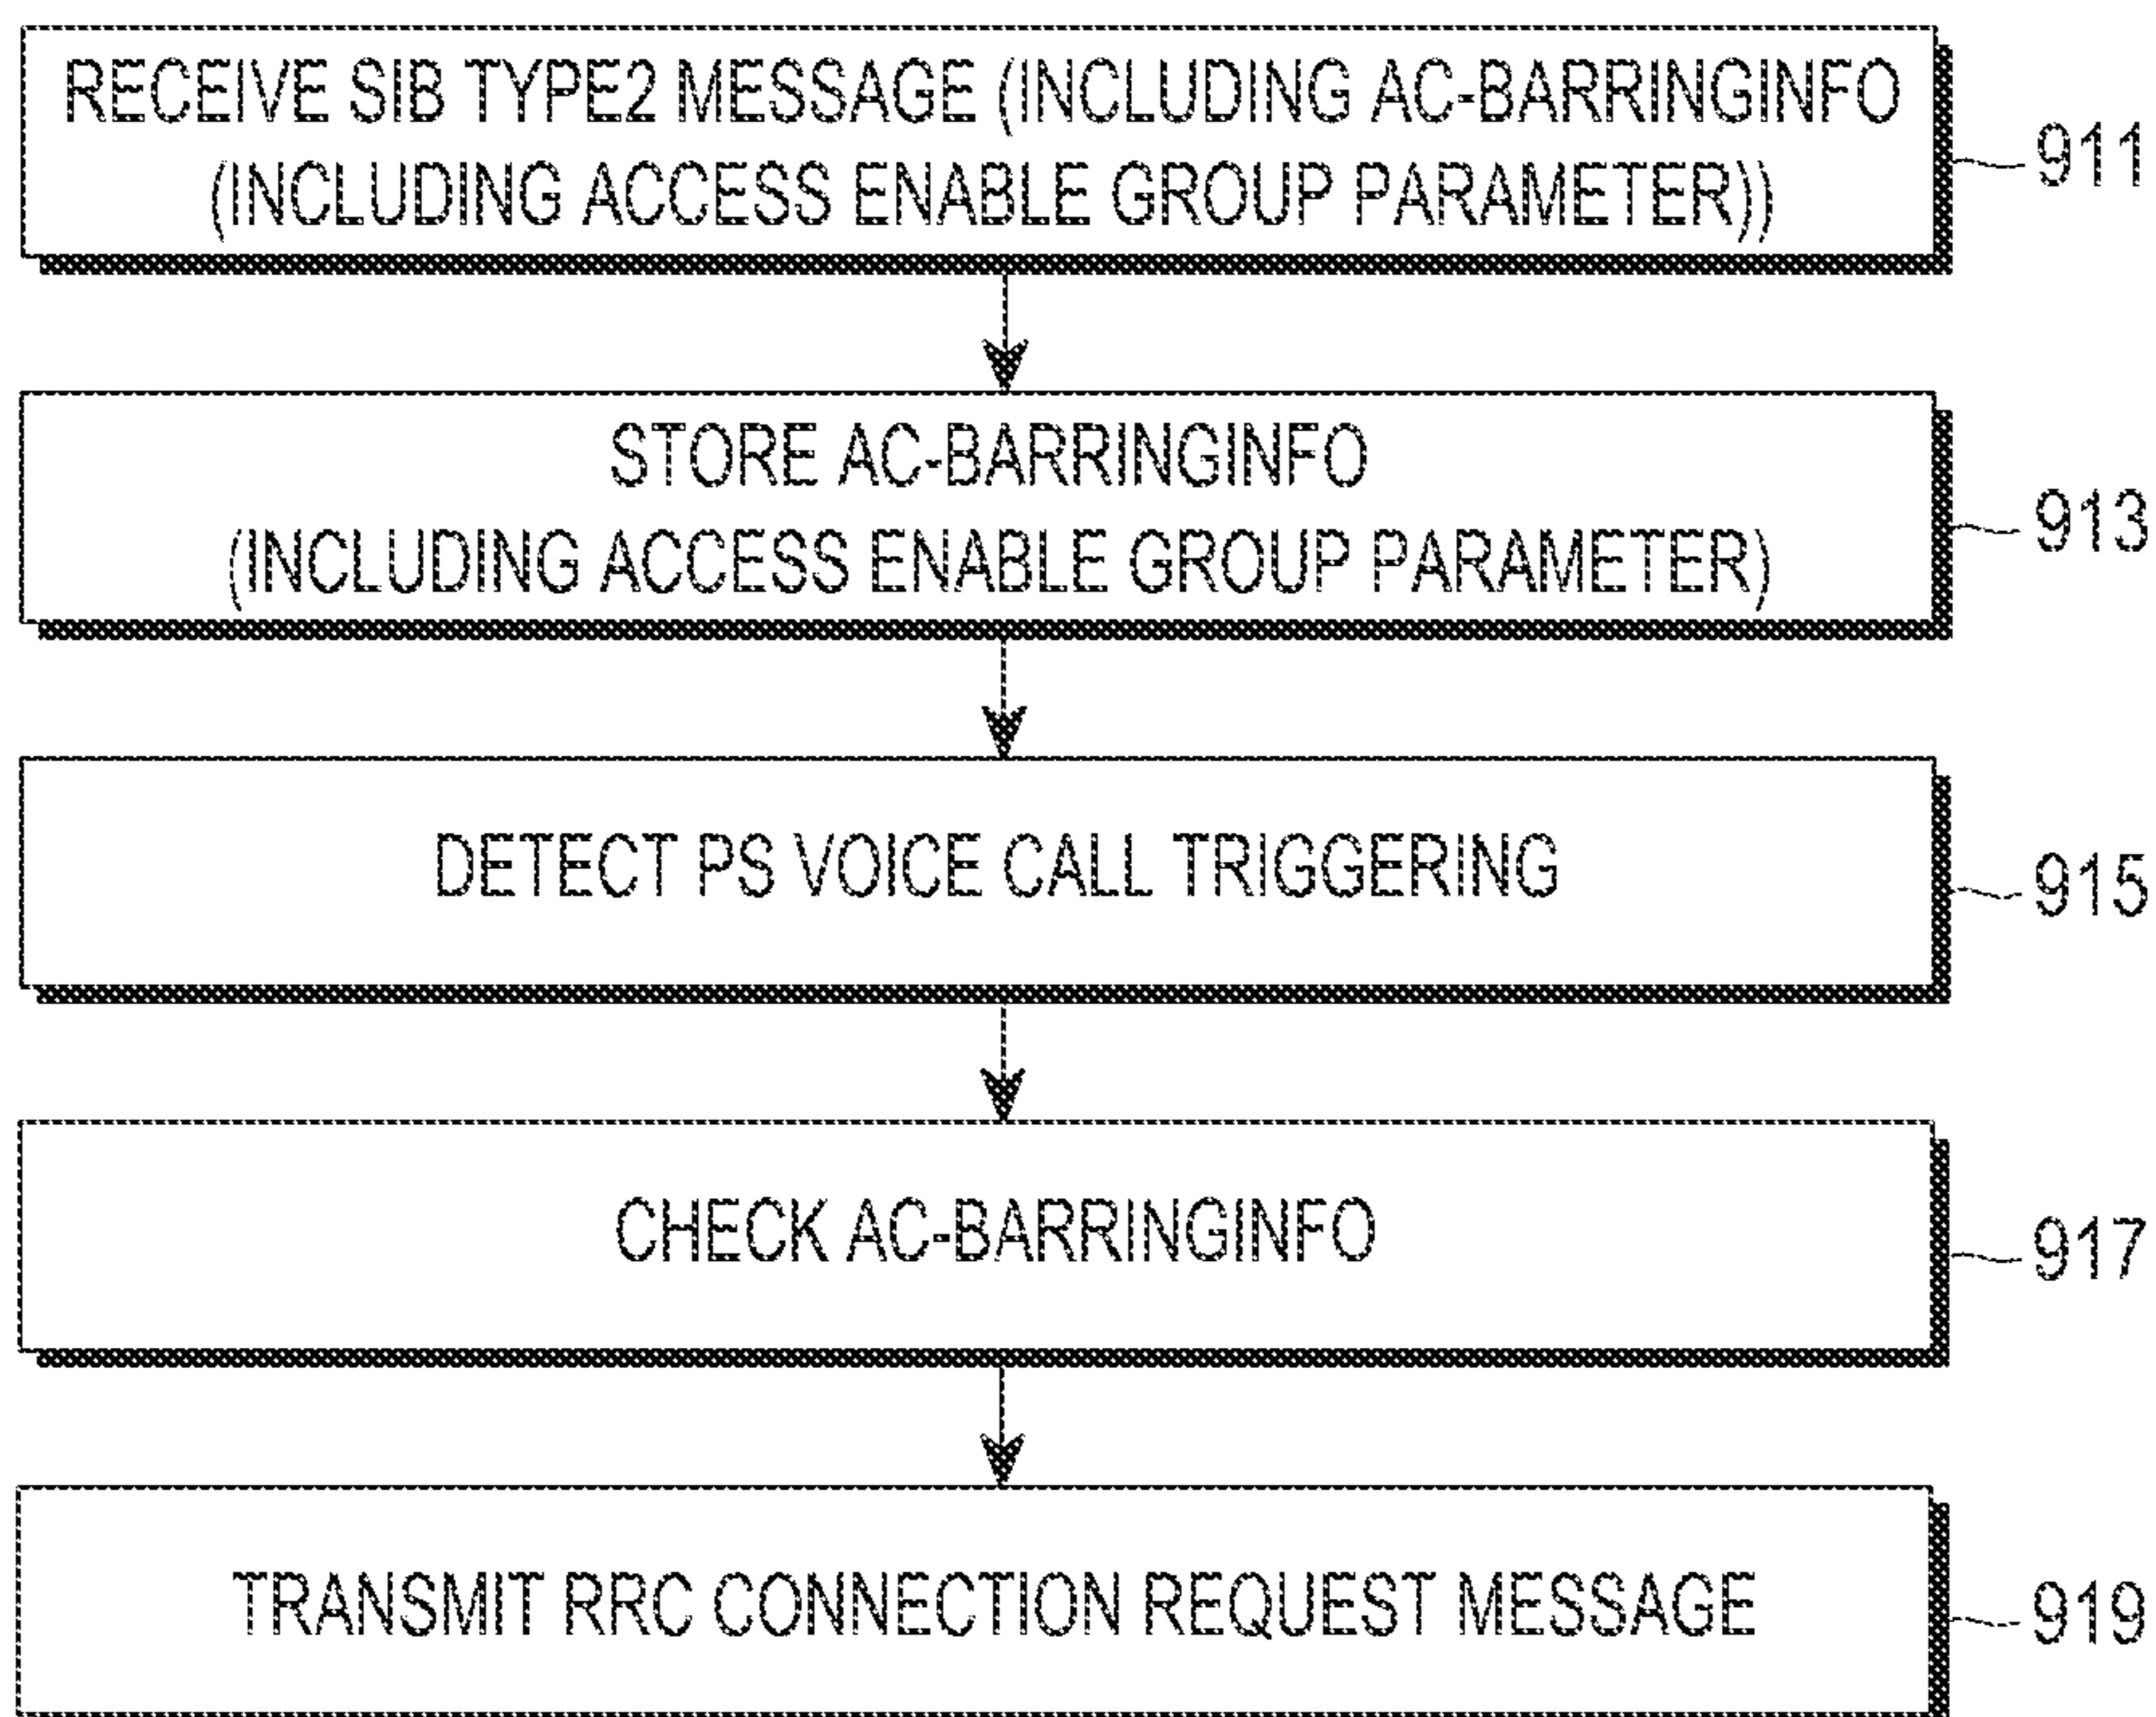 RECEIVE SIB TYPE2 MESSAGE (INCLUDING AC-BARRINGINFO
(INCLUDING ACCESS ENABLE GROUP PARAMETER))
911
STORE AC-BARRINGINFO
(INCLUDING ACCESS ENABLE GROUP PARAMETER)
913
DETECT PS VOICE CALL TRIGGERING
915
CHECK AC-BARRINGINFO
917
TRANSMIT RRC CONNECTION REQUEST MESSAGE
919